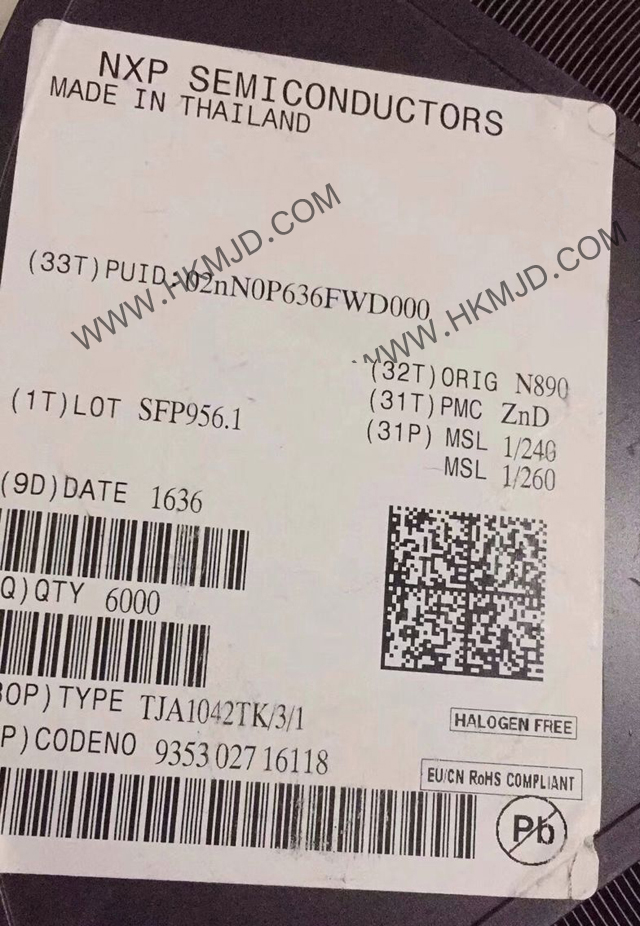 NXP SEMICONDUCTORS
MADE IN THAILAND
WWW.HKMJD.COM
WWW.HKMJD.COM
(33T)PUID: 02nN0P636FWD000
(32T)ORIG N890
(1T)LOT SFP956.1
(31T)PMC ZnD
(31P) MSL 1/240
MSL 1/260
(9D)DATE 1636
Q)QTY 6000
0P)TYPE TJA1042TK/3/1
P)CODENO 9353 027 16118
HALOGEN FREE
EU/CN RoHS COMPLIANT
Pb